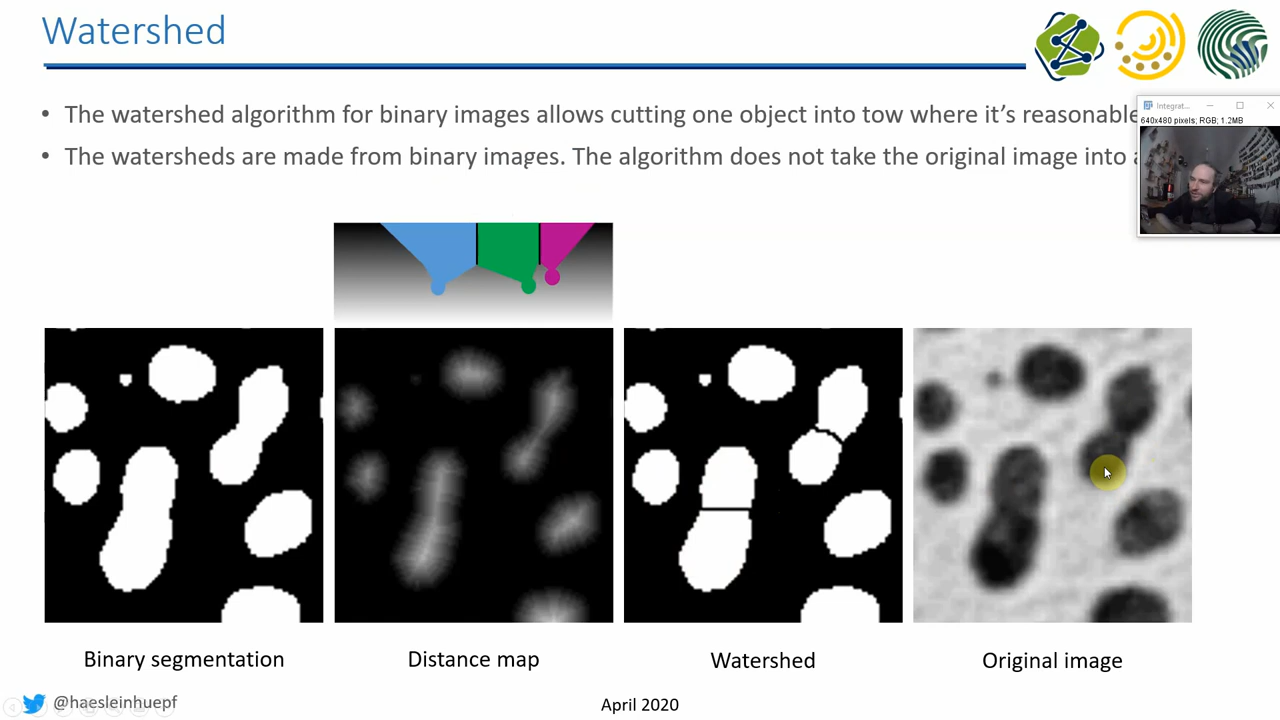 Watershed
• The watershed algorithm for binary images allows cutting one object into tow where it's reasonable
• The watersheds are made from binary images. The algorithm does not take the original image into a
Integrat...
640x480 pixels; RGB; 1.2MB
Binary segmentation
Distance map
Watershed
Original image
@haesleinhuepf
April 2020